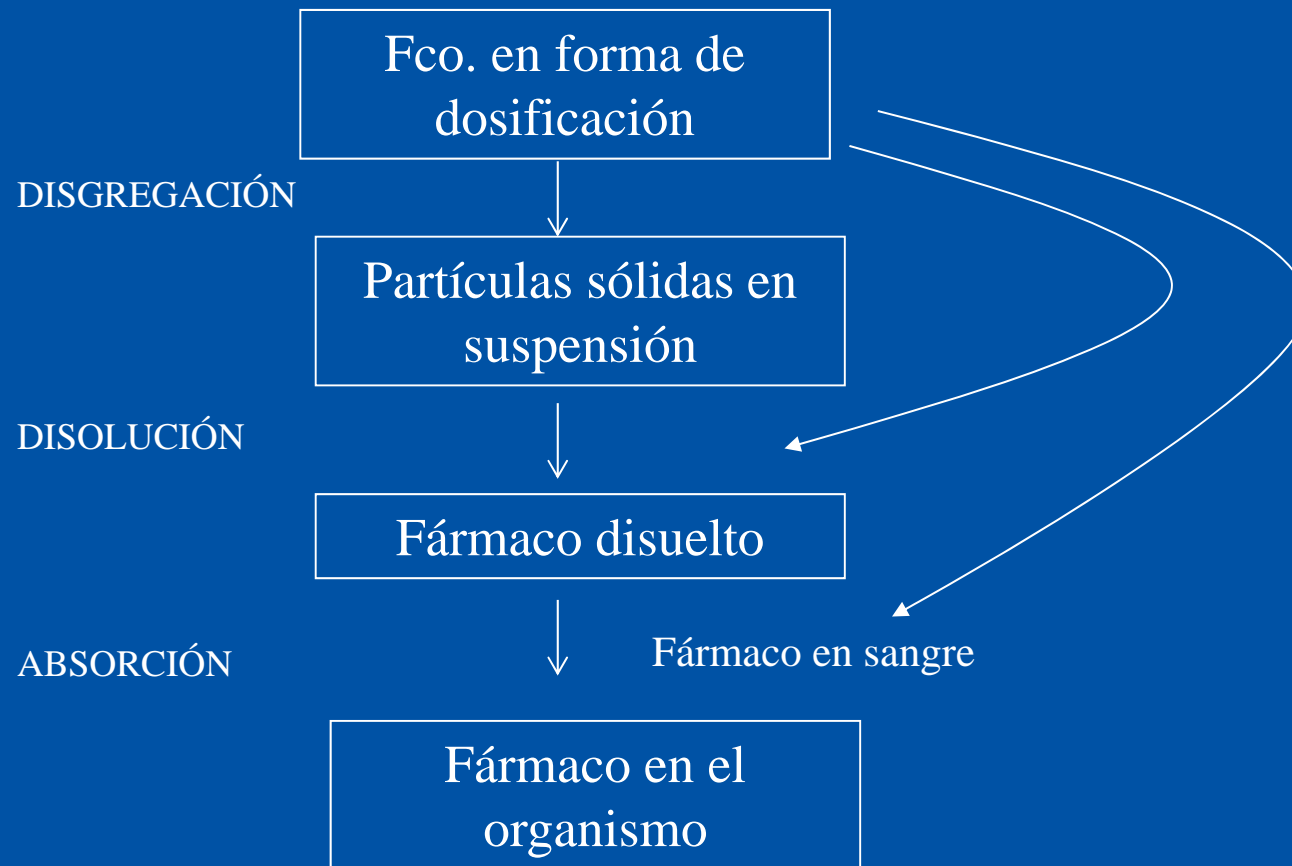 Fco. en forma de
dosificación
DISGREGACIÓN
Partículas sólidas en
suspensión
DISOLUCIÓN
Fármaco disuelto
ABSORCIÓN
Fármaco en sangre
Fármaco en el
organismo